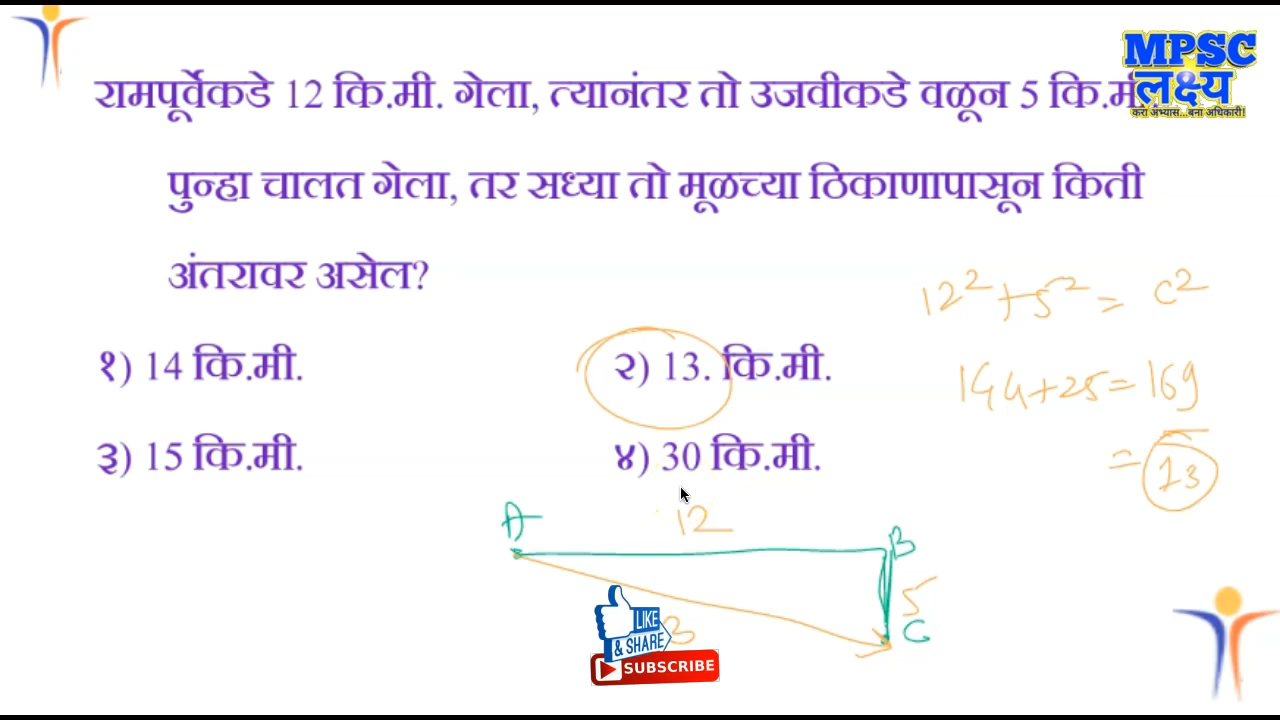 MPSC
लक्ष्य
करा अभ्यास...बना अधिकारी!
रामपूर्वेकडे 12 कि.मी. गेला, त्यानंतर तो उजवीकडे वळून 5 कि.मी
पुन्हा चालत गेला, तर सध्या तो मूळच्या ठिकाणापासून किती
अंतरावर असेल?
12² + 5² = c²
१) 14 कि.मी. २) 13. कि.मी.
144+25=169
३) 15 कि.मी. ४) 30 कि.मी.
= 13
A 12 B
5
C
LIKE
& SHARE
SUBSCRIBE